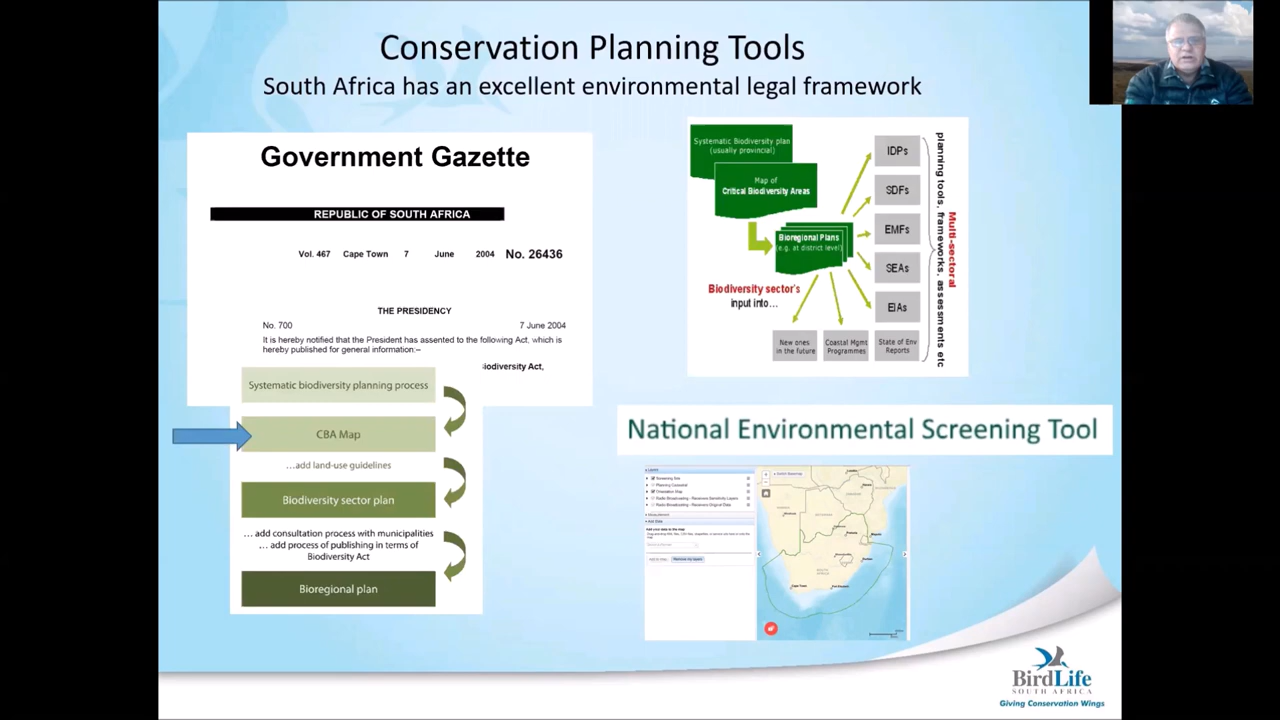 Conservation Planning Tools
South Africa has an excellent environmental legal framework
Government Gazette
REPUBLIC OF SOUTH AFRICA
Vol. 467 Cape Town 7 June 2004 No. 26436
THE PRESIDENCY
No. 700 7 June 2004
It is hereby notified that the President has assented to the following Act, which is
hereby published for general information:–
iodiversity Act,
Systematic biodiversity planning process
CBA Map
...add land-use guidelines
Biodiversity sector plan
... add consultation process with municipalities
... add process of publishing in terms of
Biodiversity Act
Bioregional plan
Systematic Biodiversity plan
(usually provincial)
Map of
Critical Biodiversity Areas
Bioregional Plans
(e.g. at district level)
Biodiversity sector's
input into...
IDPs
SDFs
EMFs
SEAs
EIAs
New ones
in the future
Coastal Mgmt
Programmes
State of Env
Reports
Multi-sectoral
planning tools, frameworks, assessments etc
National Environmental Screening Tool
BirdLife
SOUTH AFRICA
Giving Conservation Wings